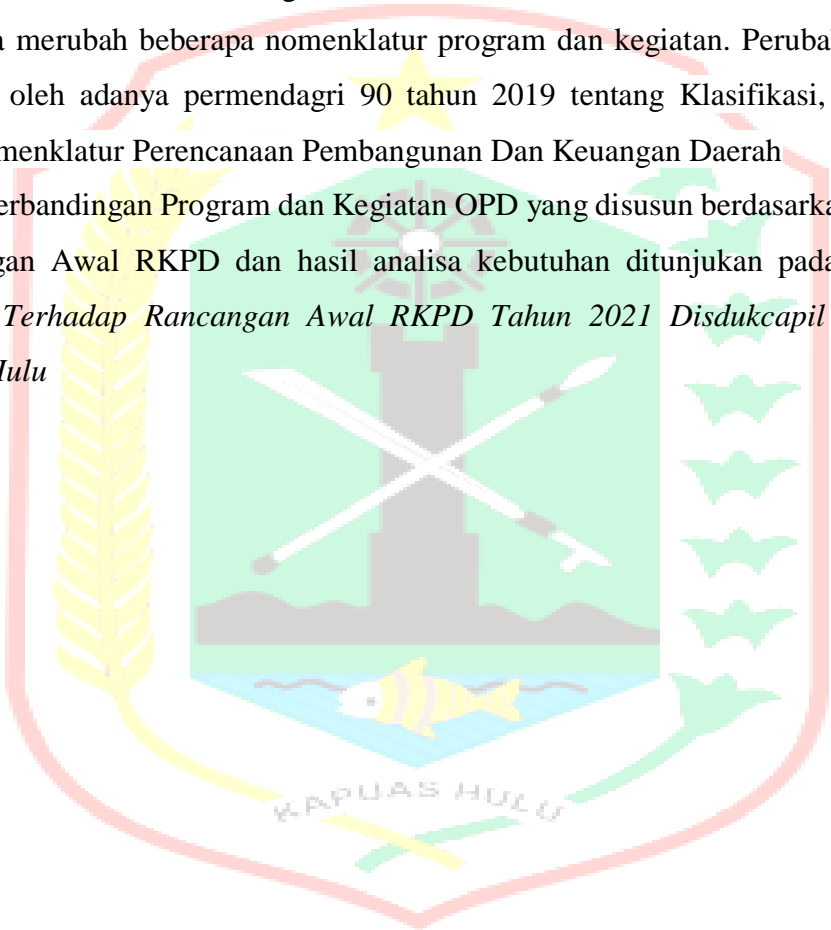 a merubah beberapa nomenklatur program dan kegiatan. Perubah
oleh adanya permendagri 90 tahun 2019 tentang Klasifikasi,
menklatur Perencanaan Pembangunan Dan Keuangan Daerah
erbandingan Program dan Kegiatan OPD yang disusun berdasarka
gan Awal RKPD dan hasil analisa kebutuhan ditunjukan pada
Terhadap Rancangan Awal RKPD Tahun 2021 Disdukcapil
Hulu
KAPUAS HULU